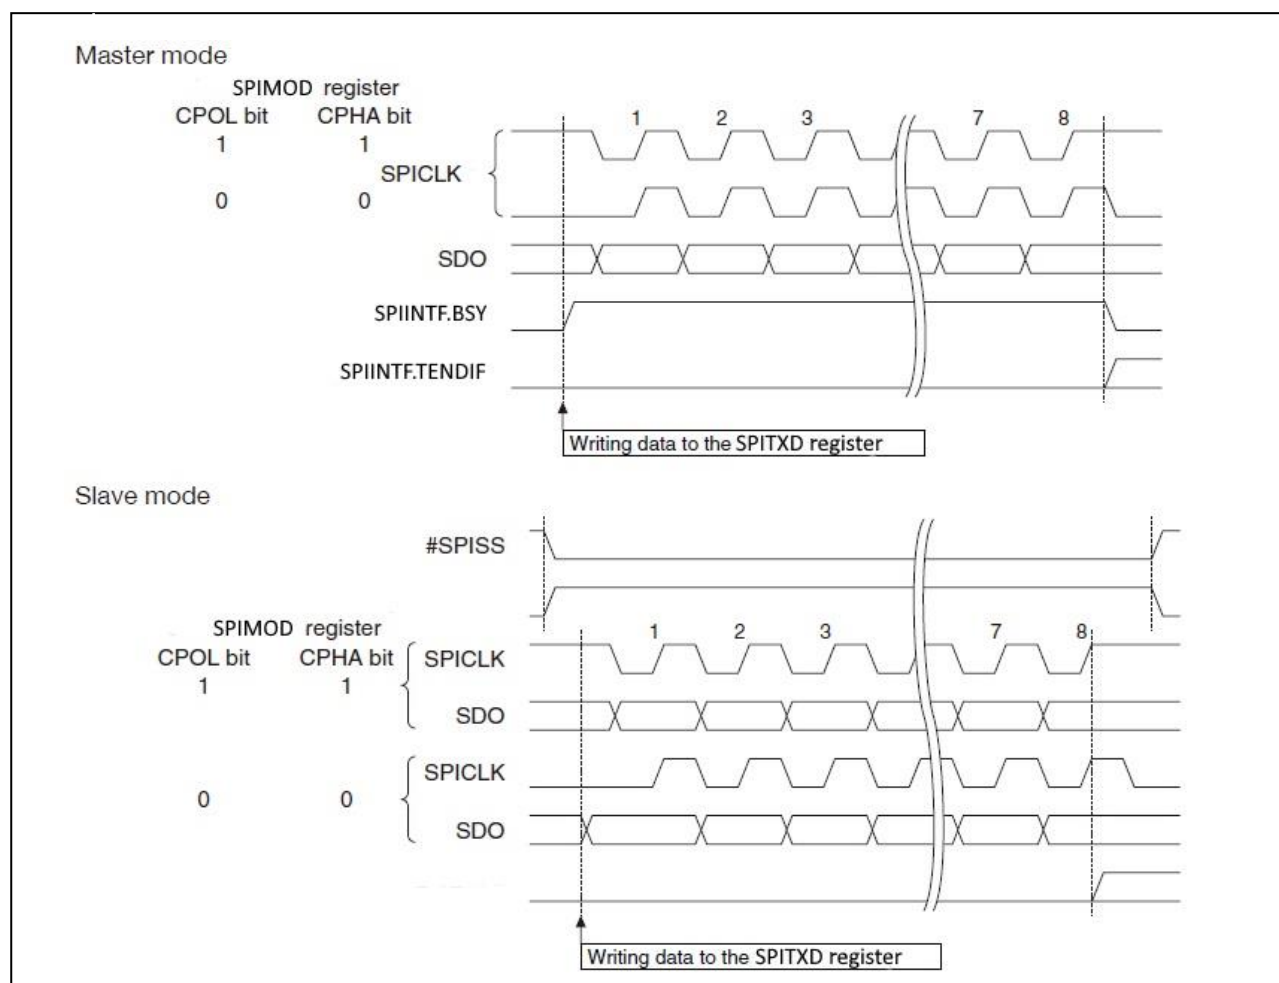 Master mode
SPIMOD register
CPOL bit CPHA bit
1 1
SPICLK
0 0
1 2 3 7 8
SDO
SPIINTF.BSY
SPIINTF.TENDIF
Writing data to the SPITXD register
Slave mode
#SPISS
SPIMOD register
CPOL bit CPHA bit
1 1
SPICLK
1 2 3 7 8
SDO
SPICLK
0 0
SDO
Writing data to the SPITXD register